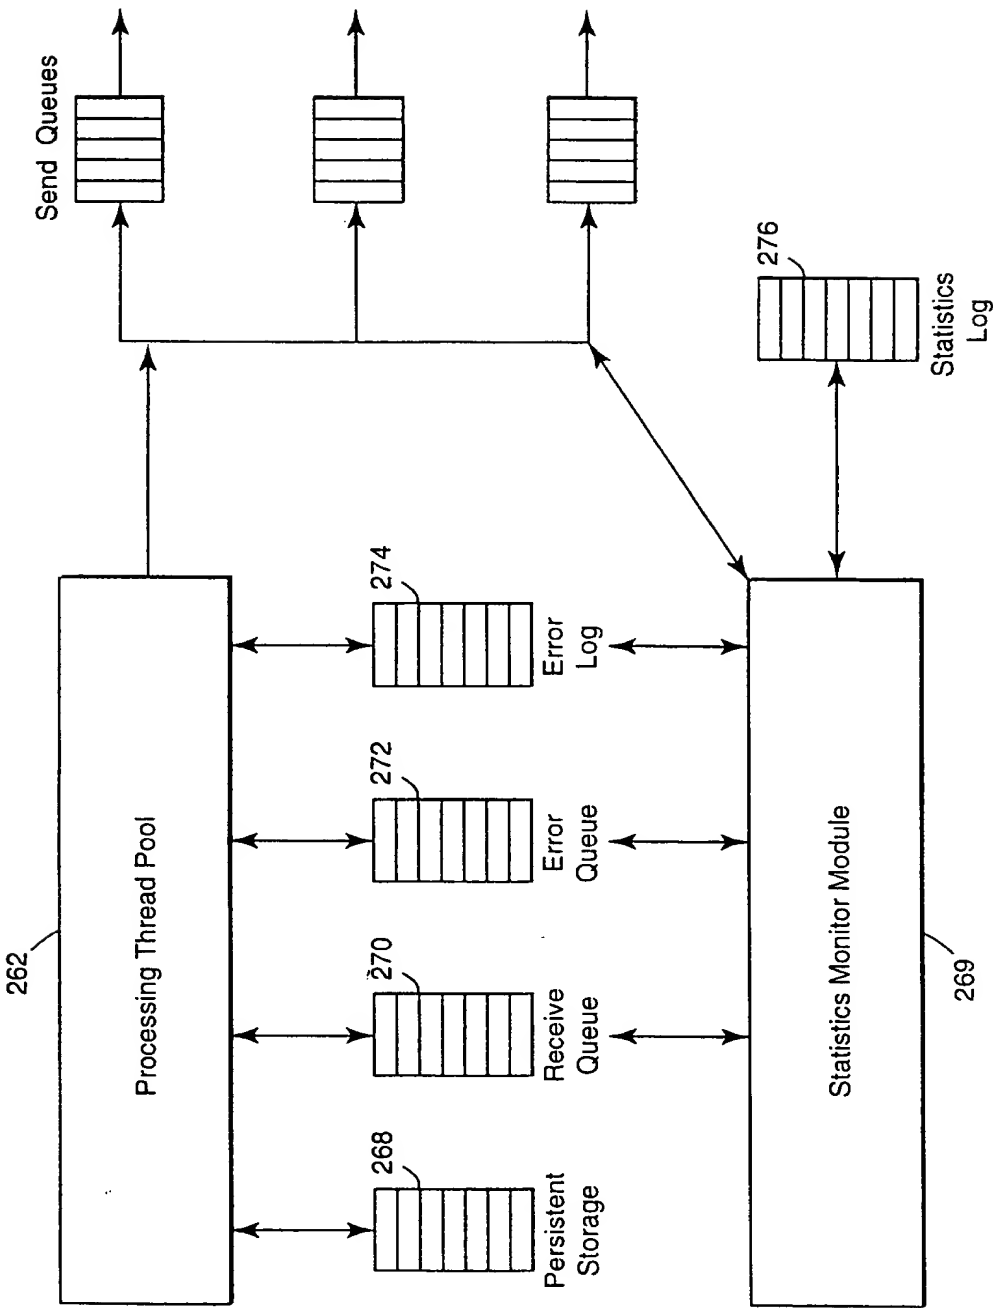 Send Queues
262
Processing Thread Pool
268
Persistent
Storage
270
Receive
Queue
272
Error
Queue
274
Error
Log
276
Statistics
Log
Statistics Monitor Module
269